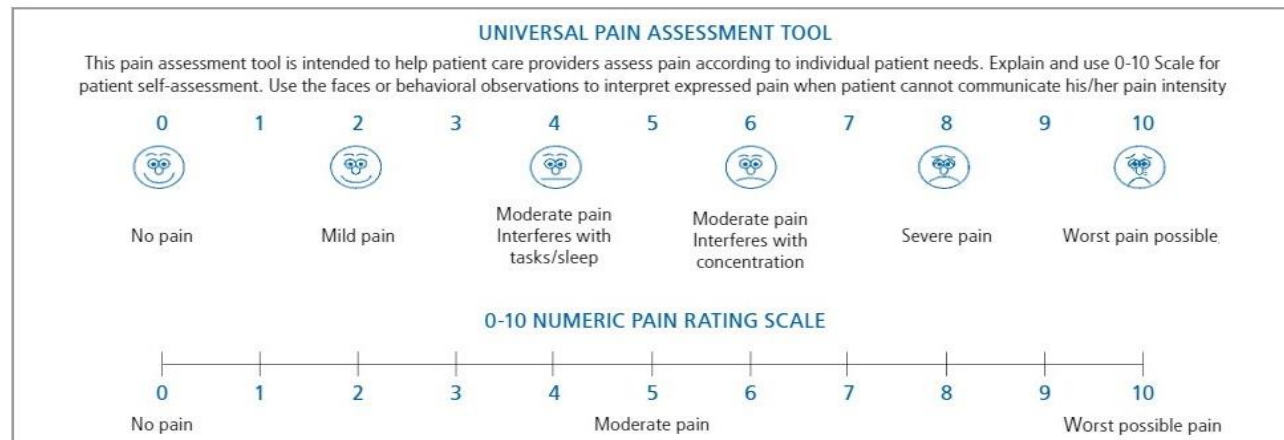 UNIVERSAL PAIN ASSESSMENT TOOL
This pain assessment tool is intended to help patient care providers assess pain according to individual patient needs. Explain and use 0-10 Scale for
patient self-assessment. Use the faces or behavioral observations to interpret expressed pain when patient cannot communicate his/her pain intensity
0 1 2 3 4 5 6 7 8 9 10
No pain
Mild pain
Moderate pain
Interferes with
tasks/sleep
Moderate pain
Interferes with
concentration
Severe pain
Worst pain possible
0-10 NUMERIC PAIN RATING SCALE
0 1 2 3 4 5 6 7 8 9 10
No pain Moderate pain Worst possible pain